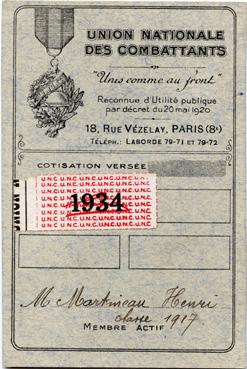 UNION NATIONALE
DES COMBATTANTS
"Unis comme au front"
Reconnue d'Utilité publique
par décret du 20 mai 1920
18, RUE VÉZELAY, PARIS (8e)
TÉLÉPH.: LABORDE 79-71 ET 79-72
COTISATION VERSÉE
U.N.C. U.N.C. U.N.C. U.N.C. U.N.C.
1934
M Martineau Henri
classe 1917
MEMBRE ACTIF